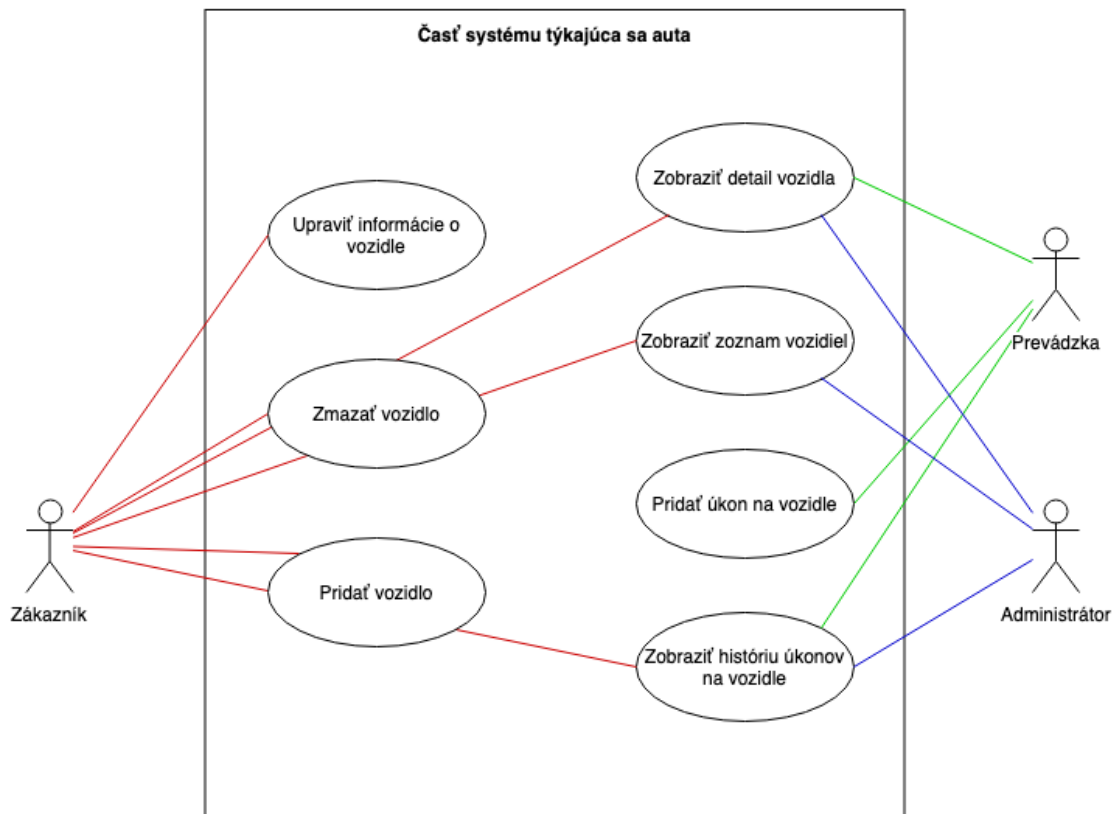 Časť systému týkajúca sa auta
Zobraziť detail vozidla
Upraviť informácie o
vozidle
Zobraziť zoznam vozidiel
Prevádzka
Zmazať vozidlo
Pridať úkon na vozidle
Pridať vozidlo
Zákazník
Administrátor
Zobraziť históriu úkonov
na vozidle